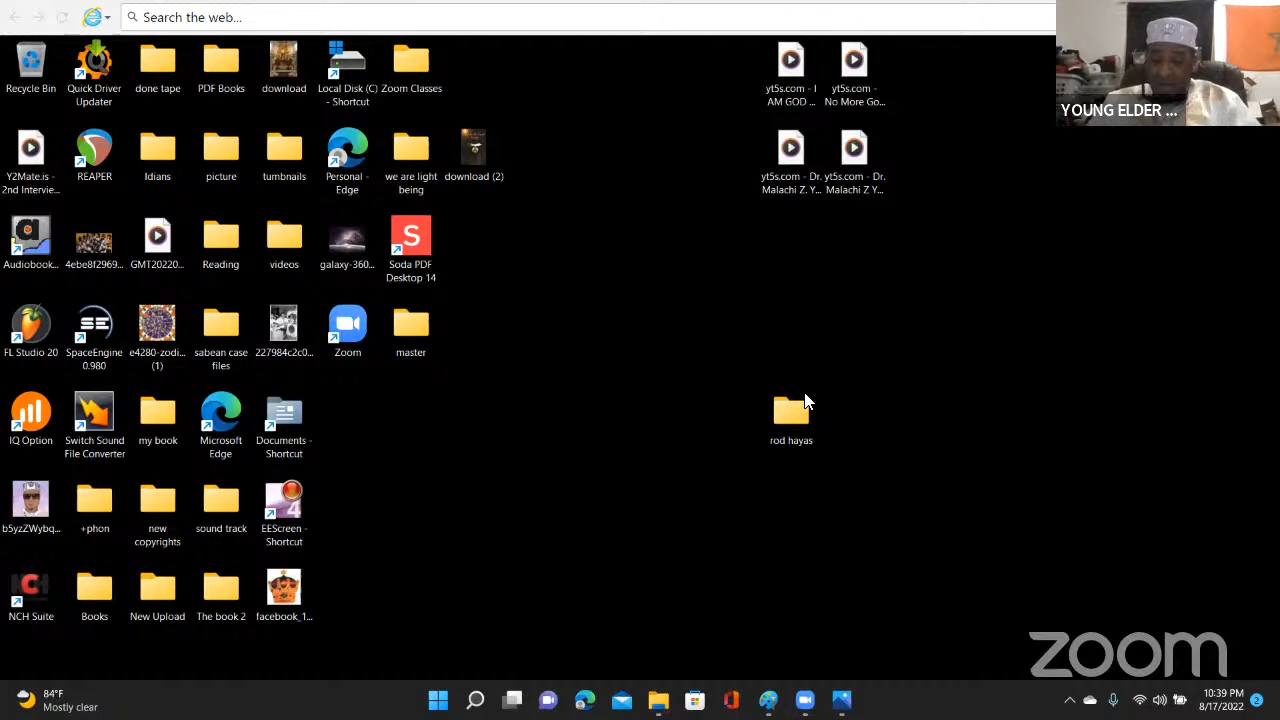 Search the web...
YOUNG ELDER ...
Recycle Bin
Quick Driver
Updater
done tape
PDF Books
download
Local Disk (C)
- Shortcut
Zoom Classes
yt5s.com - I
AM GOD ...
yt5s.com -
No More Go...
Y2Mate.is -
2nd Intervie...
REAPER
Idians
picture
tumbnails
Personal -
Edge
we are light
being
download (2)
yt5s.com - Dr.
Malachi Z. Y...
yt5s.com - Dr.
Malachi Z Y...
Audiobook...
4ebe8f2969...
GMT20220...
Reading
videos
galaxy-360...
S
Soda PDF
Desktop 14
FL Studio 20
SE
SpaceEngine
0.980
e4280-zodi...
(1)
sabean case
files
227984c2c0...
Zoom
master
IQ Option
Switch Sound
File Converter
my book
Microsoft
Edge
Documents -
Shortcut
rod hayas
b5yzZWybq...
+phon
new
copyrights
sound track
4
EEScreen -
Shortcut
NCH
NCH Suite
Books
New Upload
The book 2
facebook_1...
zoom
84°F
Mostly clear
10:39 PM
8/17/2022
2